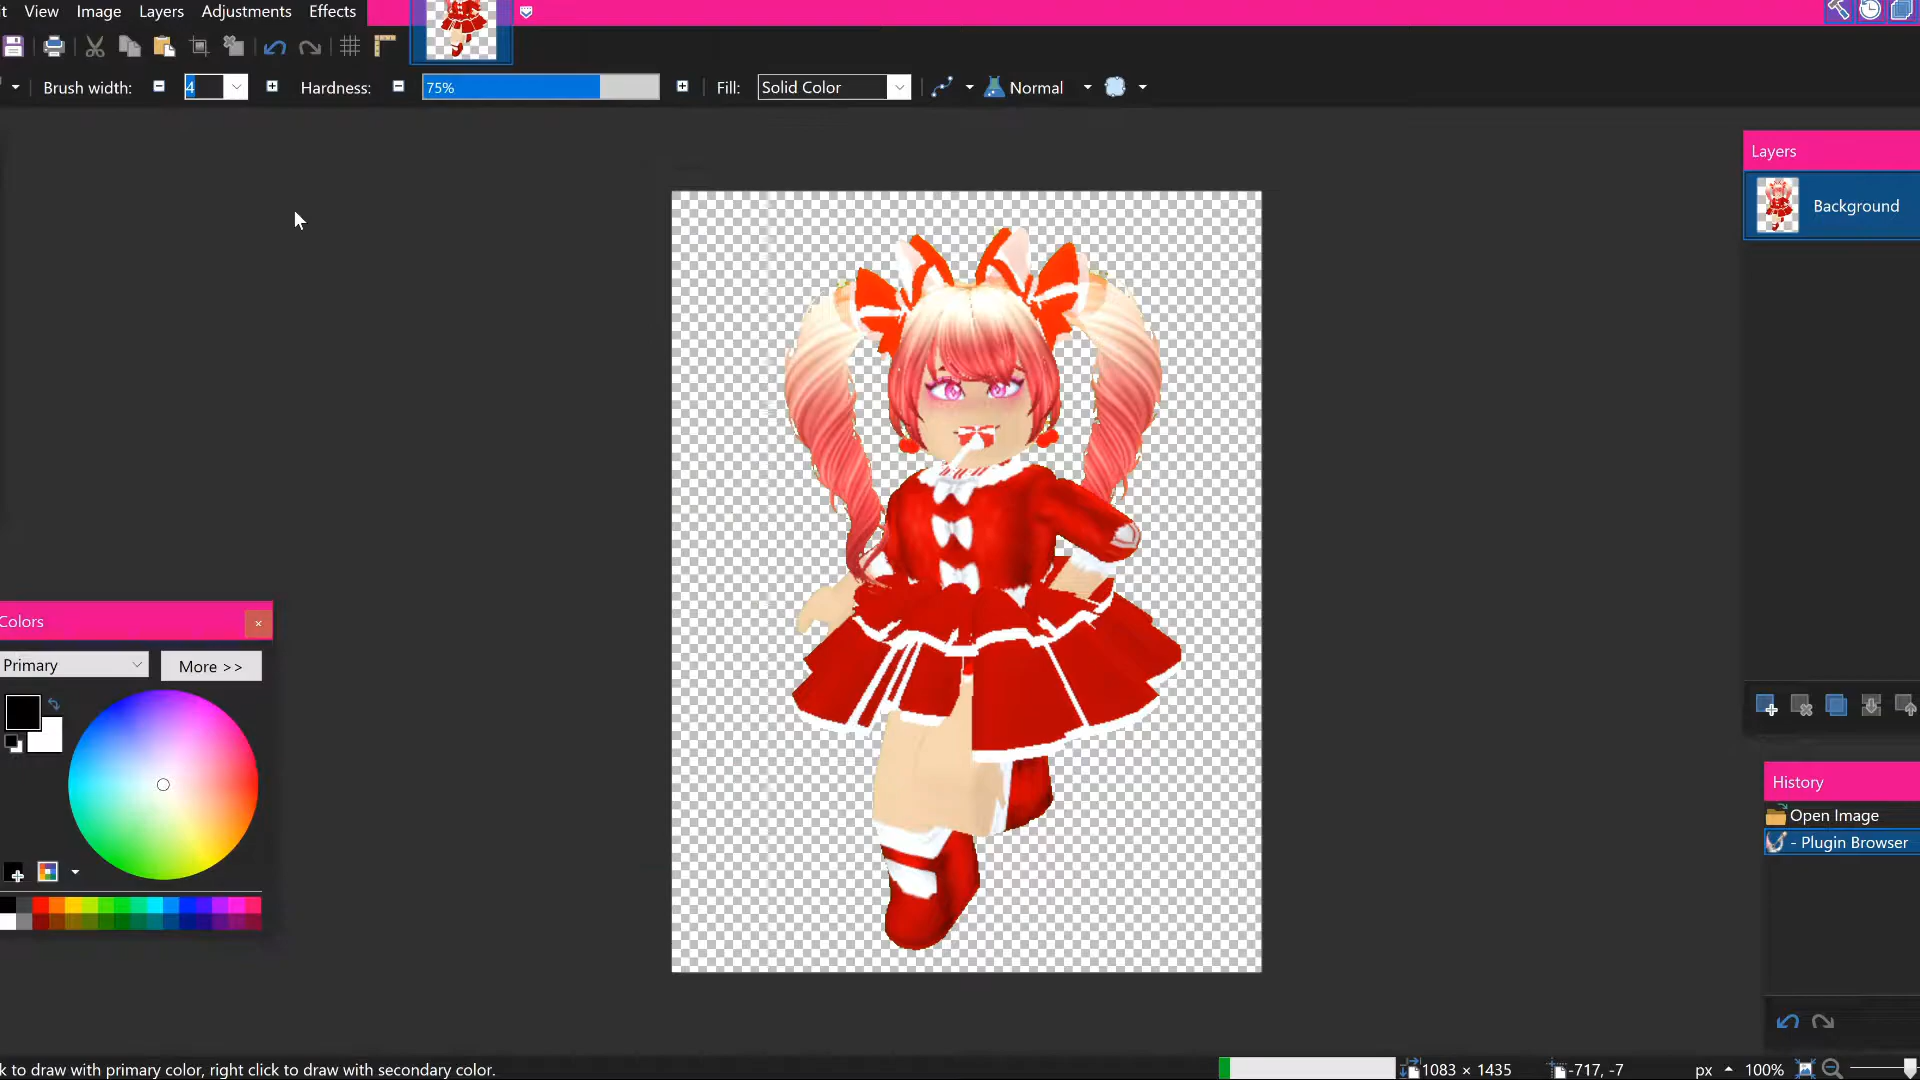 View Image Layers Adjustments Effects
Brush width: 4 Hardness: 75% Fill: Solid Color Normal
Layers
Background
Colors
Primary More >>
History
Open Image
- Plugin Browser
k to draw with primary color, right click to draw with secondary color. 1083 × 1435 -717, -7 px 100%